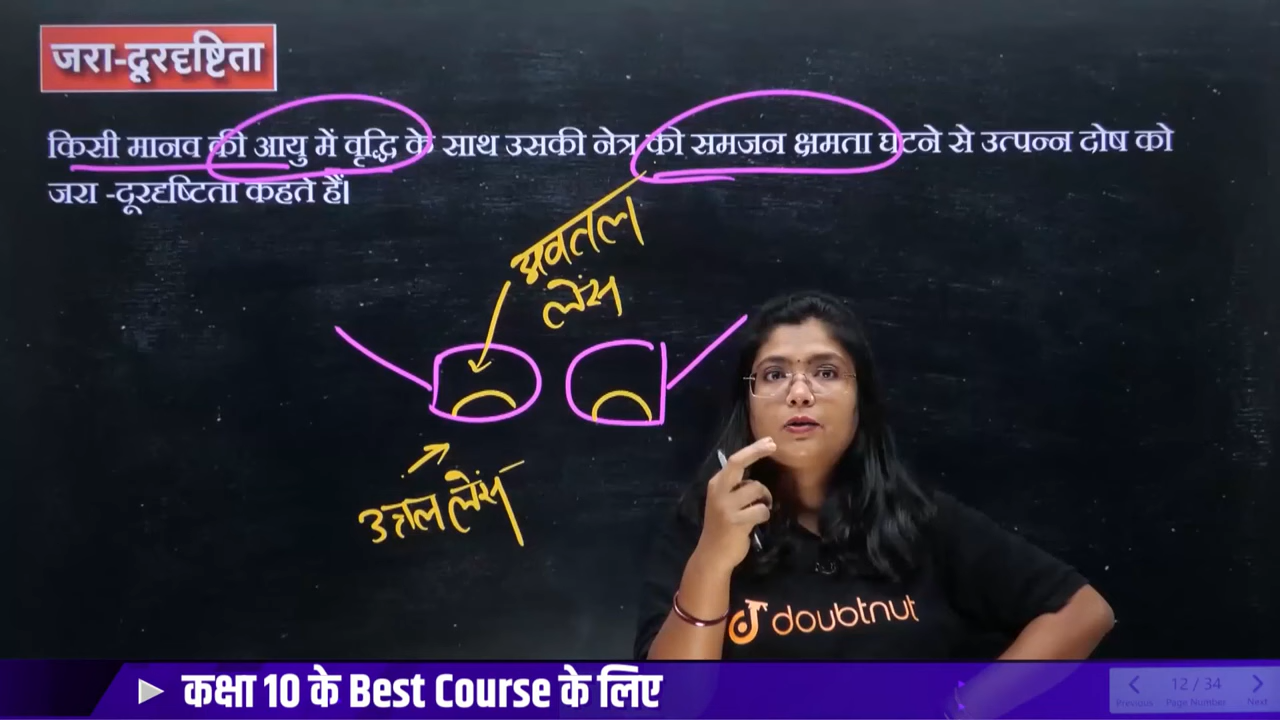 जरा-दूरदृष्टिता
किसी मानव की आयु में वृद्धि के साथ उसकी नेत्र की समजन क्षमता घटने से उत्पन्न दोष को
जरा -दूरदृष्टिता कहते हैं।
अवतल
लेंस
उत्तल लेंस
doubtnut
कक्षा 10 के Best Course के लिए
12 / 34
Previous Page Number Next